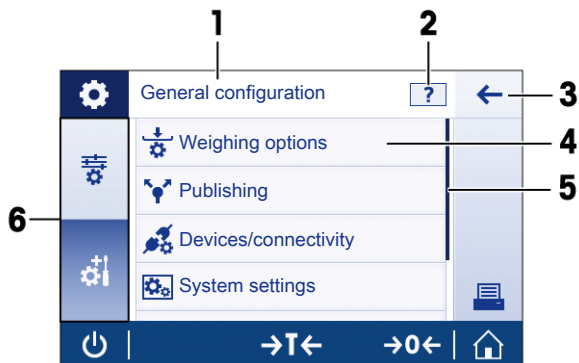 1 2
General configuration ? 3
Weighing options 4
Publishing 5
6
Devices/connectivity
System settings
→T← →0←